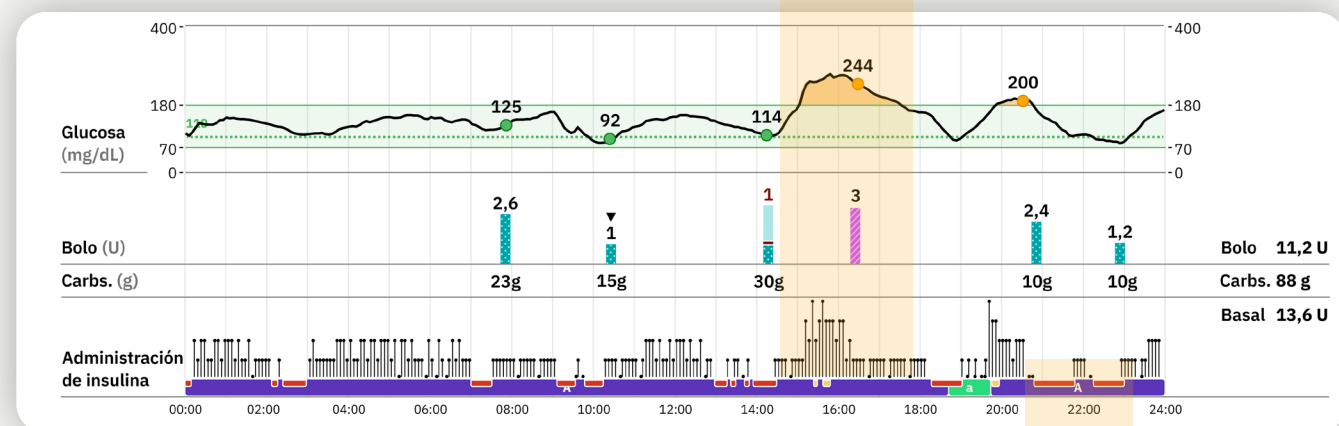 400 400
244
200
180 180
125
110
114
92
Glucosa
(mg/dL)
70 70
0 0
2,6 1 3 2,4
▼
1 1,2
Bolo (U) Bolo 11,2 U
Carbs. (g) 23g 15g 30g 10g 10g Carbs. 88 g
Basal 13,6 U
Administración
de insulina
A a A
00:00 02:00 04:00 06:00 08:00 10:00 12:00 14:00 16:00 18:00 20:00 22:00 24:00